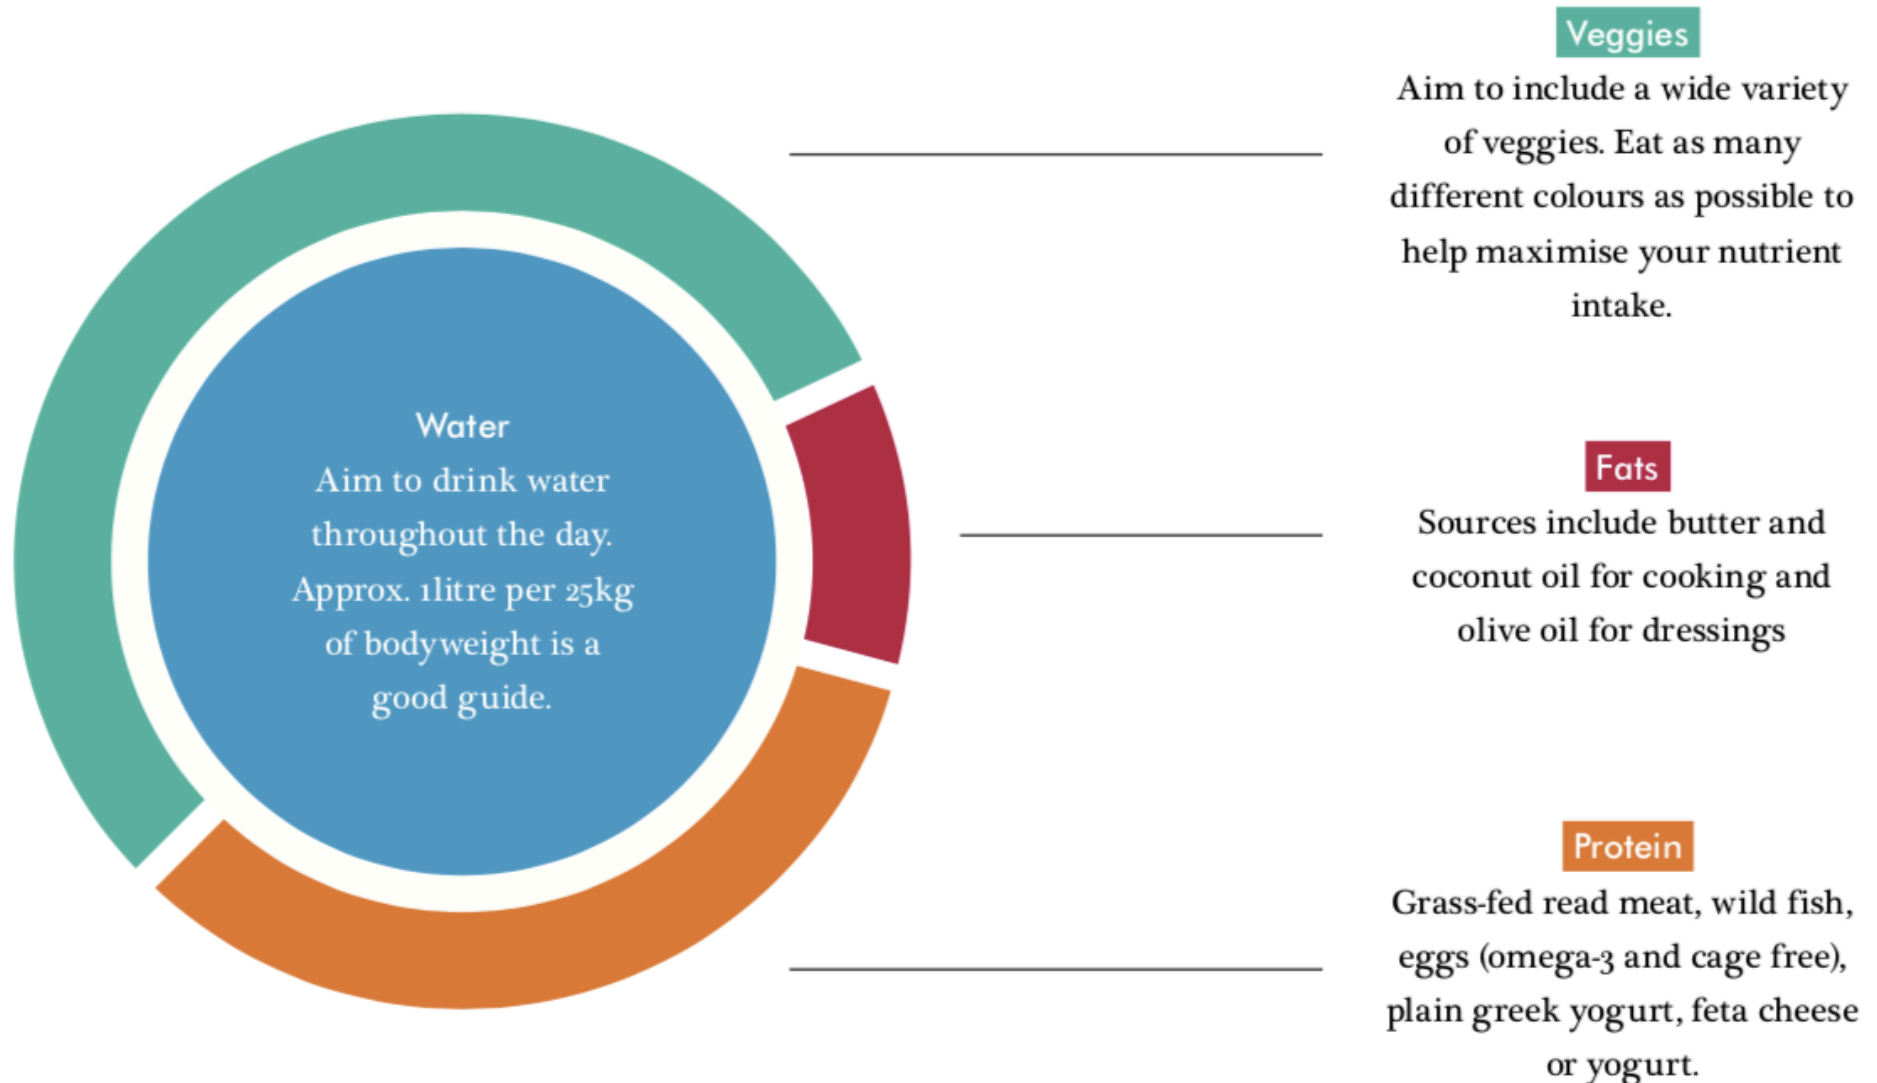 Veggies
Aim to include a wide variety
of veggies. Eat as many
different colours as possible to
help maximise your nutrient
intake.
Water
Aim to drink water
throughout the day.
Approx. 1litre per 25kg
of bodyweight is a
good guide.
Fats
Sources include butter and
coconut oil for cooking and
olive oil for dressings
Protein
Grass-fed read meat, wild fish,
eggs (omega-3 and cage free),
plain greek yogurt, feta cheese
or yogurt.